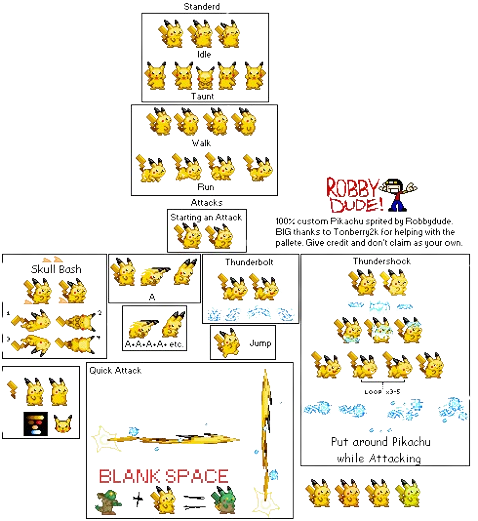 Standerd
Idle
Taunt
Walk
Run
Attacks
Starting an Attack
ROBBY
DUDE!
100% custom Pikachu sprited by Robbydude.
BIG thanks to Tonberry2k for helping with the
pallete. Give credit and don't claim as your own.
Skull Bash
1
2
3
4
A
A+A+A+A+ etc.
Thunderbolt
Jump
Thundershock
LOOP x3-5
Put around Pikachu
while Attacking
Quick Attack
BLANK SPACE
+ =